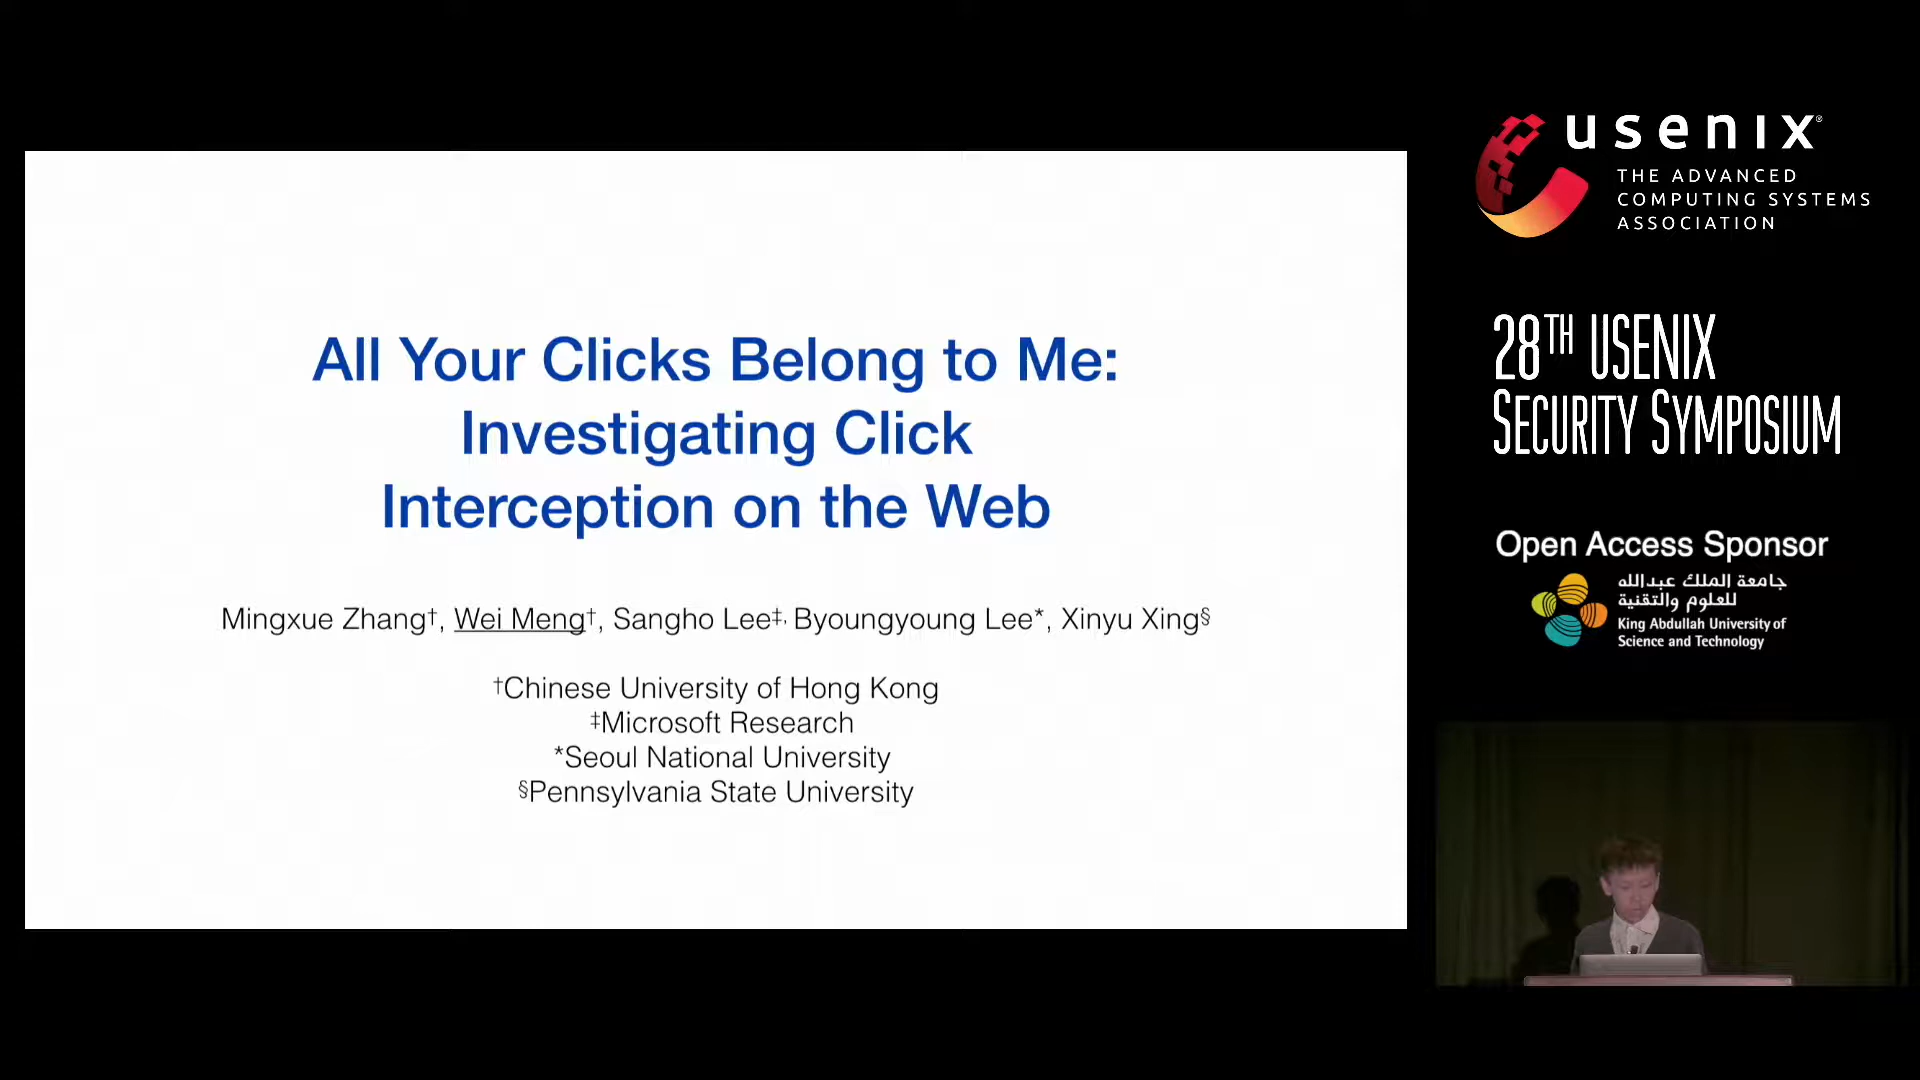 All Your Clicks Belong to Me:
Investigating Click
Interception on the Web
Mingxue Zhang†, Wei Meng†, Sangho Lee‡, Byoungyoung Lee*, Xinyu Xing§
†Chinese University of Hong Kong
‡Microsoft Research
*Seoul National University
§Pennsylvania State University
usenix®
THE ADVANCED
COMPUTING SYSTEMS
ASSOCIATION
28TH USENIX
SECURITY SYMPOSIUM
Open Access Sponsor
جامعة الملك عبدالله
للعلوم والتقنية
King Abdullah University of
Science and Technology